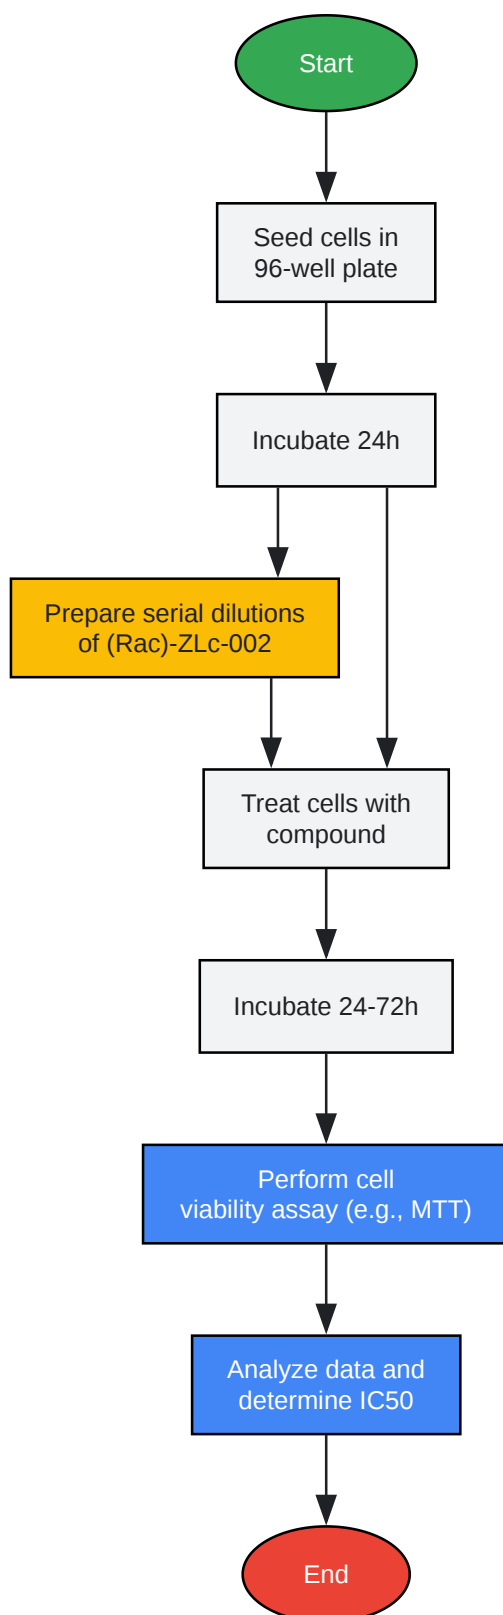 Start
Seed cells in
96-well plate
Incubate 24h
Prepare serial dilutions
of (Rac)-ZLc-002
Treat cells with
compound
Incubate 24-72h
Perform cell
viability assay (e.g., MTT)
Analyze data and
determine IC50
End